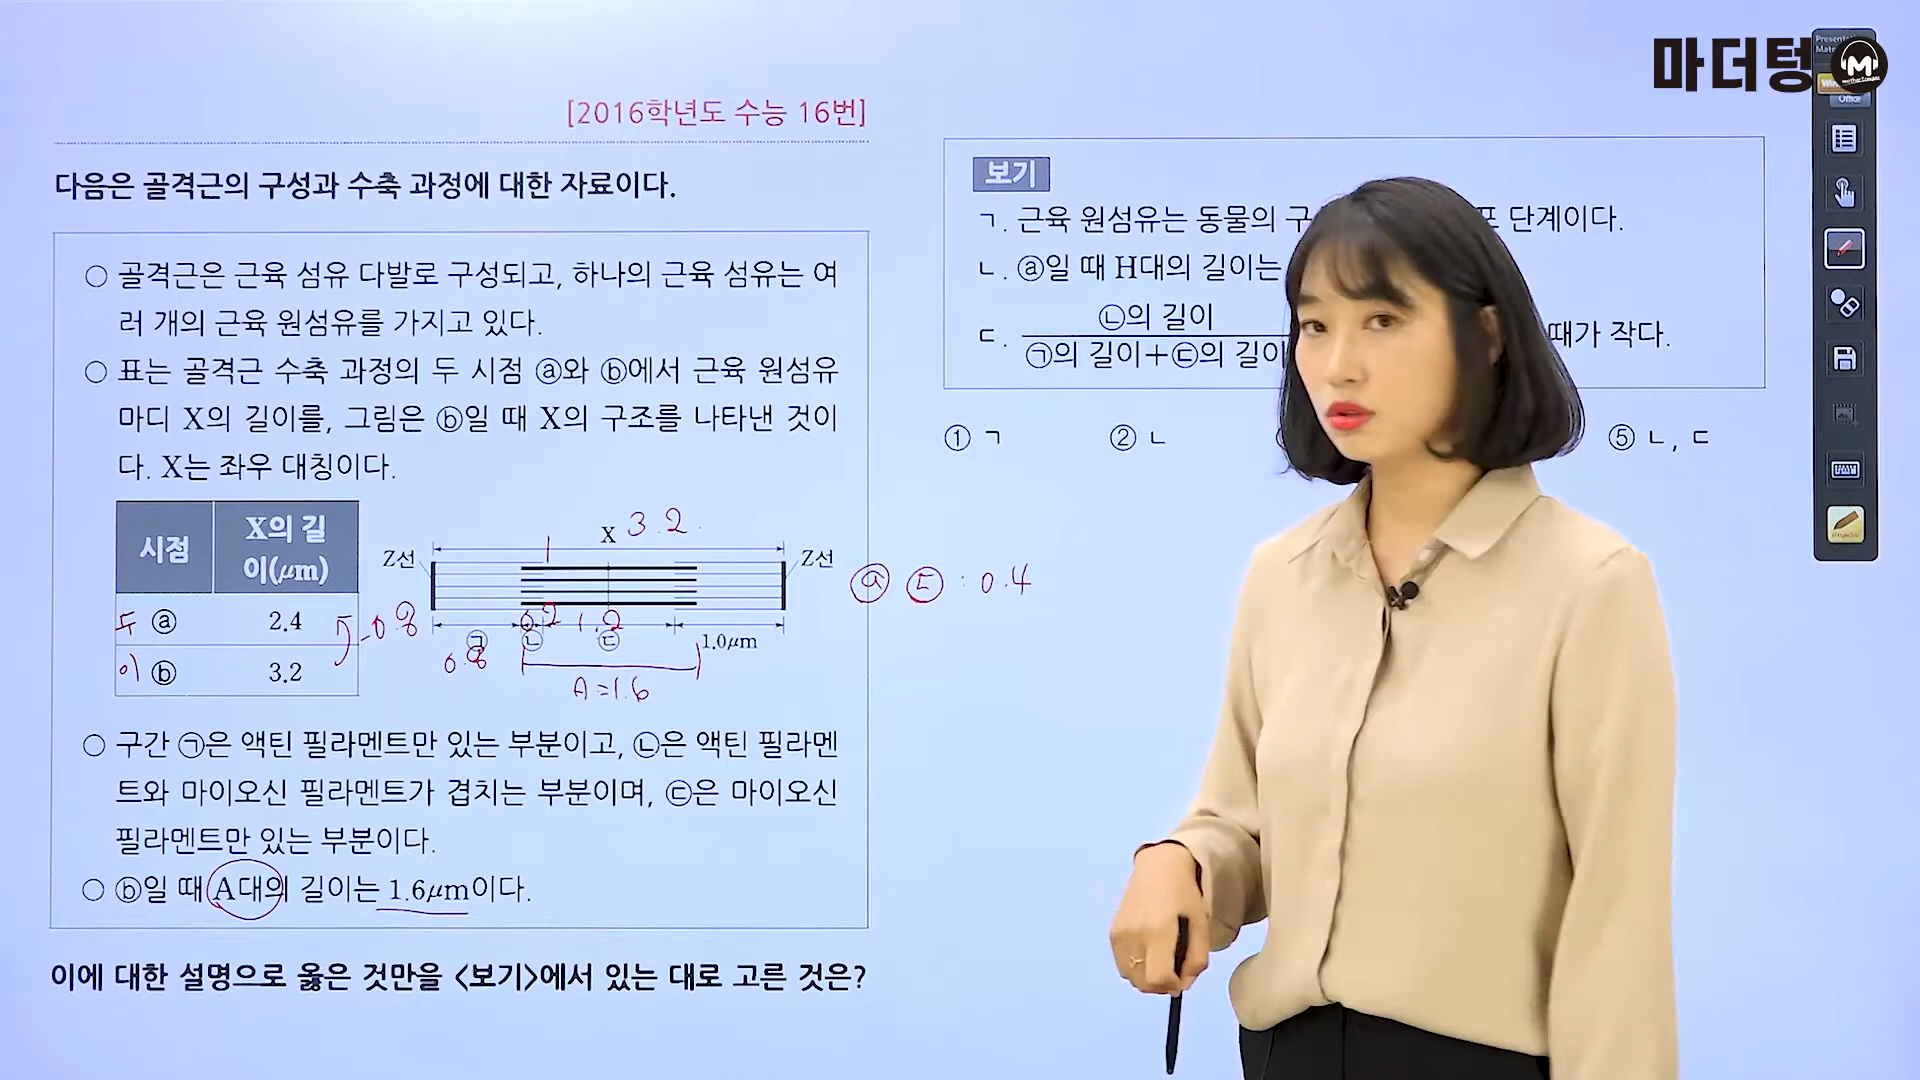 마더텅
[2016학년도 수능 16번]
다음은 골격근의 구성과 수축 과정에 대한 자료이다.
○ 골격근은 근육 섬유 다발로 구성되고, 하나의 근육 섬유는 여
러 개의 근육 원섬유를 가지고 있다.
○ 표는 골격근 수축 과정의 두 시점 ⓐ와 ⓑ에서 근육 원섬유
마디 X의 길이를, 그림은 ⓑ일 때 X의 구조를 나타낸 것이
다. X는 좌우 대칭이다.
시점 X의 길
이(μm)
ⓐ 2.4
ⓑ 3.2
-0.8
X 3.2
Z선 Z선
0.2 1.2
㉠ ㉡ ㉢ 1.0μm
0.8
A=1.6
ⓐ ㉢ : 0.4
○ 구간 ㉠은 액틴 필라멘트만 있는 부분이고, ㉡은 액틴 필라멘
트와 마이오신 필라멘트가 겹치는 부분이며, ㉢은 마이오신
필라멘트만 있는 부분이다.
○ ⓑ일 때 A대의 길이는 1.6μm이다.
이에 대한 설명으로 옳은 것만을 <보기>에서 있는 대로 고른 것은?
보기
ㄱ. 근육 원섬유는 동물의 단계이다.
ㄴ. ⓐ일 때 H대의 길이는
ㄷ. ㉡의 길이
㉠의 길이+㉢의 길이 때가 작다.
① ㄱ ② ㄴ ⑤ ㄴ, ㄷ